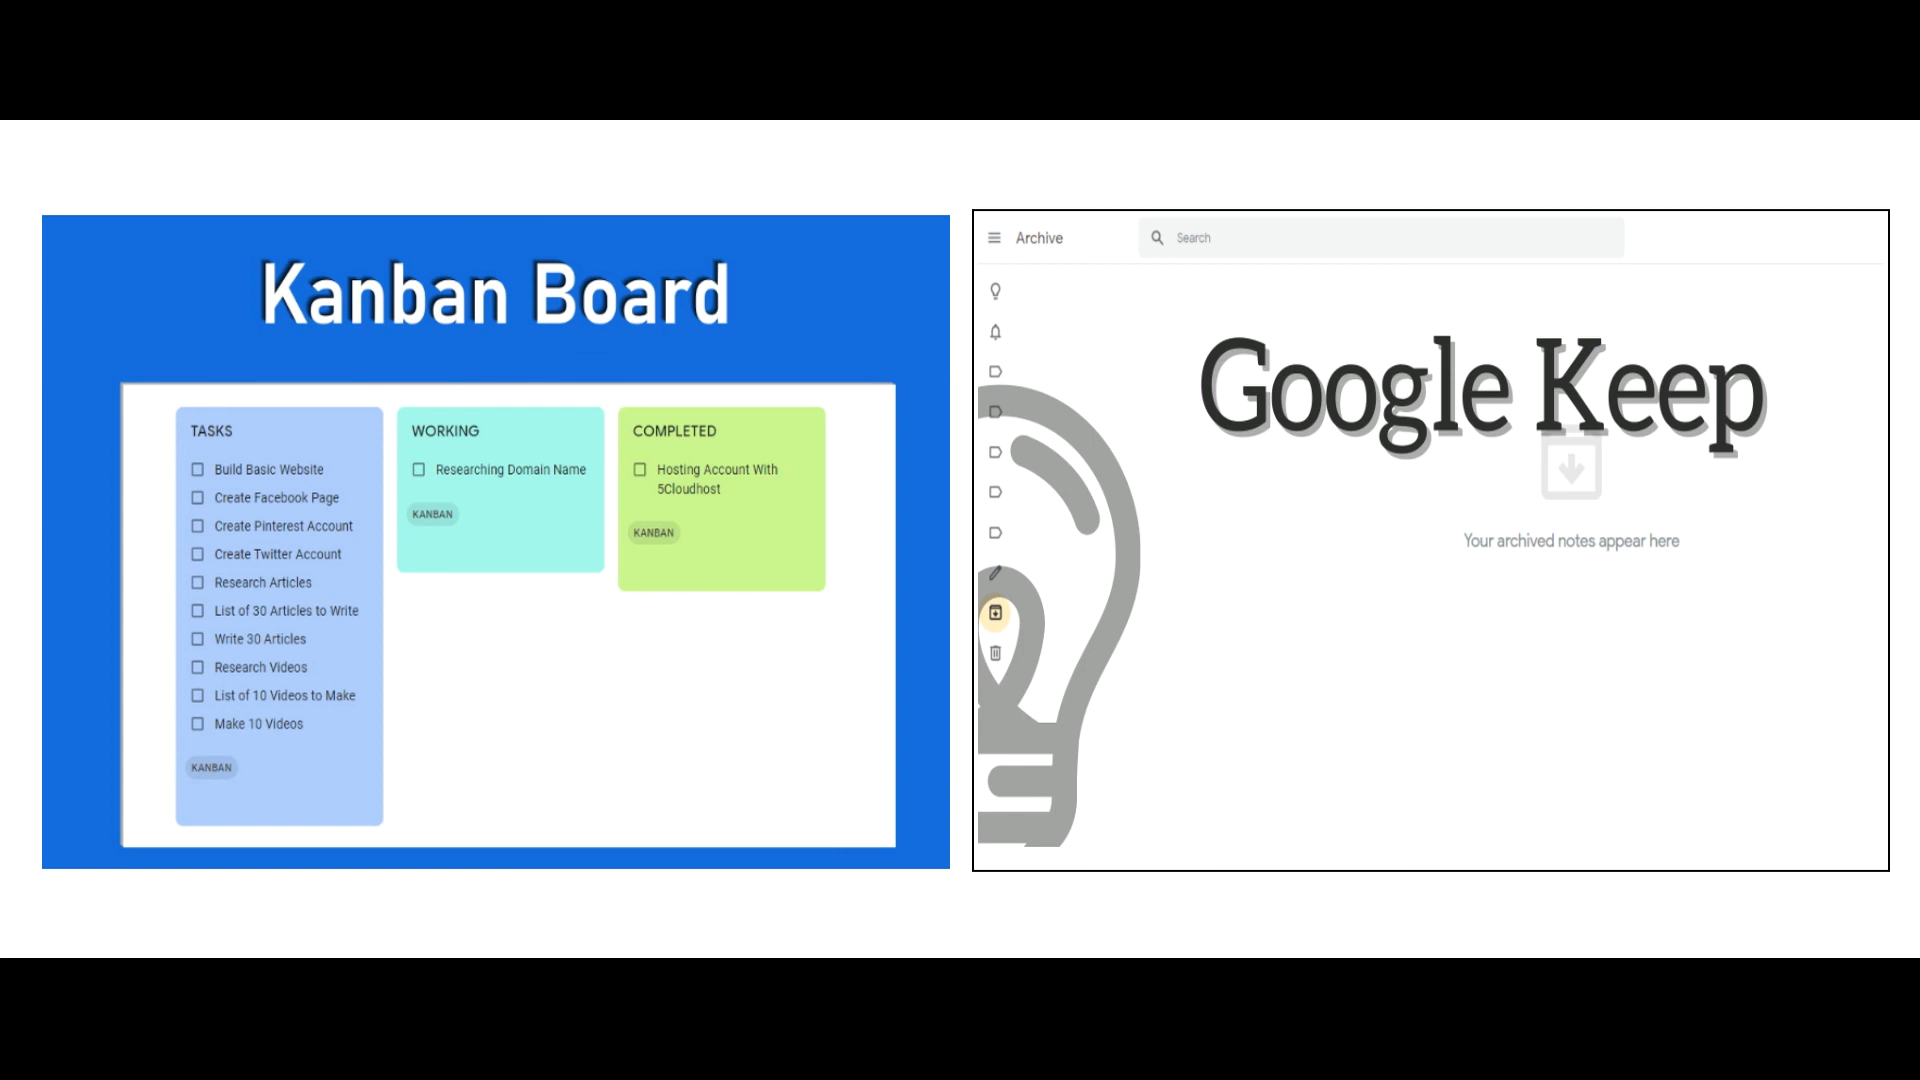 Kanban Board
TASKS
Build Basic Website
Create Facebook Page
Create Pinterest Account
Create Twitter Account
Research Articles
List of 30 Articles to Write
Write 30 Articles
Research Videos
List of 10 Videos to Make
Make 10 Videos
KANBAN
WORKING
Researching Domain Name
KANBAN
COMPLETED
Hosting Account With
5Cloudhost
KANBAN
Archive
Search
Google Keep
Your archived notes appear here